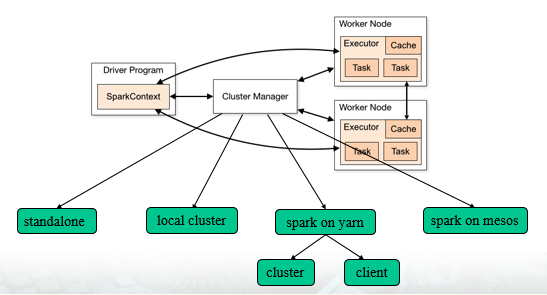 Worker Node
Executor
Cache
Task
Task
Driver Program
SparkContext
Cluster Manager
Worker Node
Executor
Cache
Task
Task
standalone
local cluster
spark on yarn
spark on mesos
cluster
client